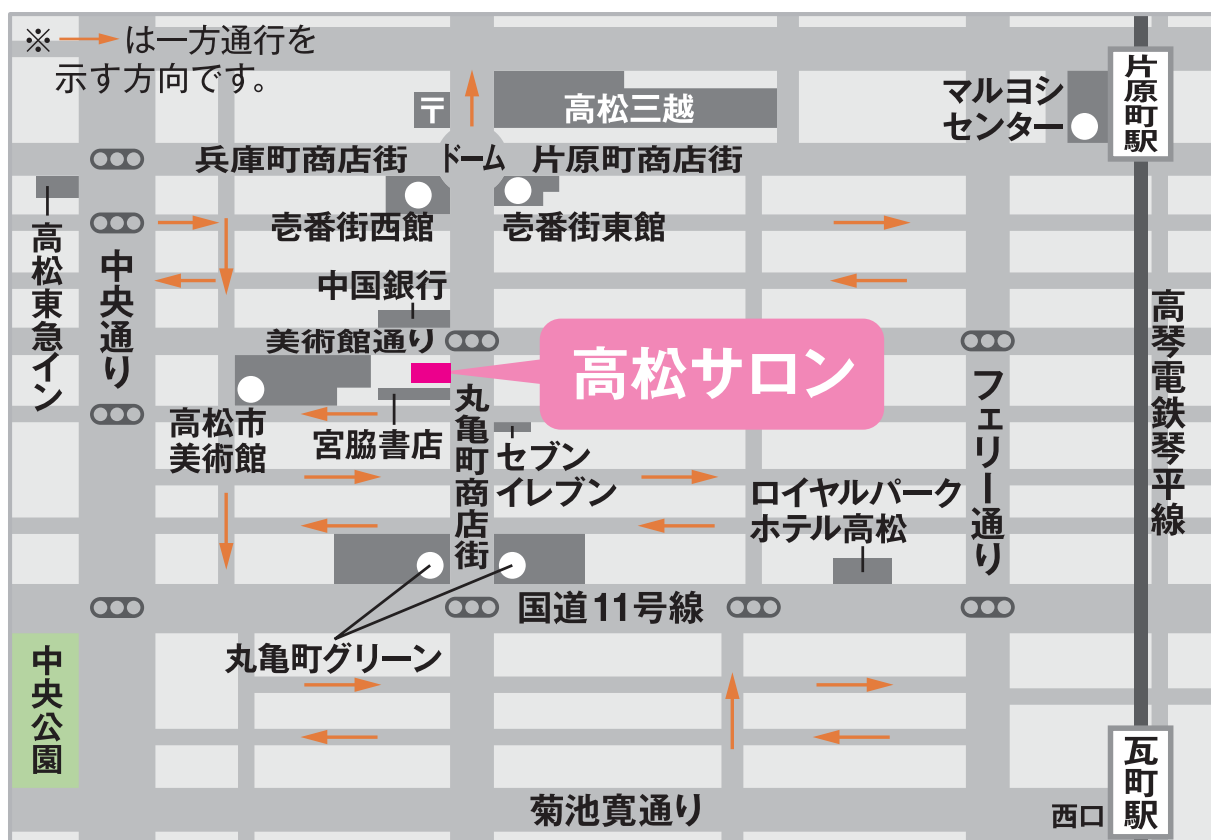 ※→は一方通行を
示す方向です。
〒
高松三越
マルヨシ
センター
片原町駅
兵庫町商店街
ドーム
片原町商店街
壱番街西館
壱番街東館
高松東急イン
中央通り
中国銀行
美術館通り
高松サロン
高松市
美術館
宮脇書店
丸亀町商店街
セブン
イレブン
ロイヤルパーク
ホテル高松
フェリー通り
高琴電鉄琴平線
国道11号線
丸亀町グリーン
中央公園
菊池寛通り
西口
瓦町駅